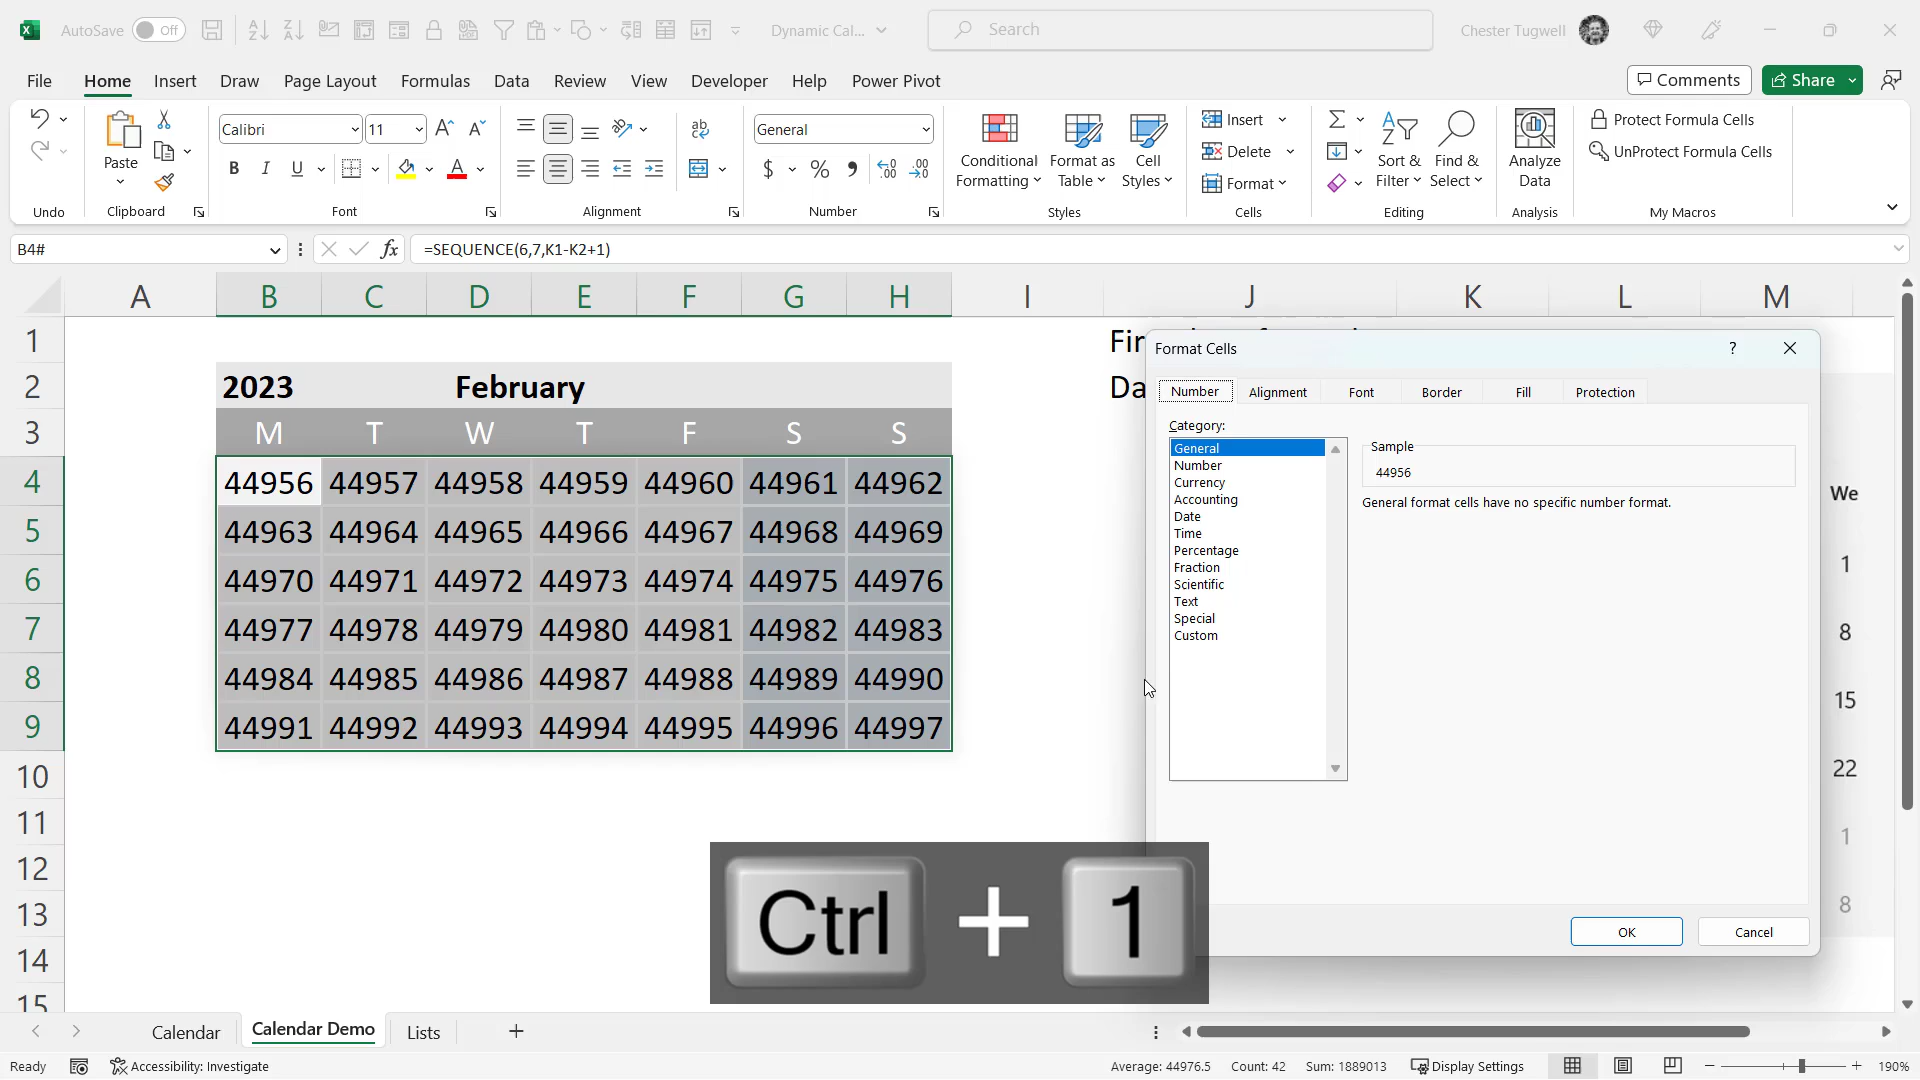 AutoSave Off Dynamic Cal... Search Chester Tugwell
File Home Insert Draw Page Layout Formulas Data Review View Developer Help Power Pivot Comments Share
Paste
Calibri 11
B I U A
ab
General
$ % 9
Conditional Formatting
Format as Table
Cell Styles
Insert
Delete
Format
Sort & Filter
Find & Select
Analyze Data
Protect Formula Cells
UnProtect Formula Cells
Undo Clipboard Font Alignment Number Styles Cells Editing Analysis My Macros
B4# fx =SEQUENCE(6,7,K1-K2+1)
A B C D E F G H I J K L M
1
2 2023 February
3 M T W T F S S
4 44956 44957 44958 44959 44960 44961 44962
5 44963 44964 44965 44966 44967 44968 44969
6 44970 44971 44972 44973 44974 44975 44976
7 44977 44978 44979 44980 44981 44982 44983
8 44984 44985 44986 44987 44988 44989 44990
9 44991 44992 44993 44994 44995 44996 44997
10
11
12
13
14
15
Format Cells ?
Number Alignment Font Border Fill Protection
Category:
General
Number
Currency
Accounting
Date
Time
Percentage
Fraction
Scientific
Text
Special
Custom
Sample
44956
General format cells have no specific number format.
OK Cancel
We
1
8
15
22
1
8
Ctrl + 1
Calendar Calendar Demo Lists
Ready Accessibility: Investigate Average: 44976.5 Count: 42 Sum: 1889013 Display Settings 190%